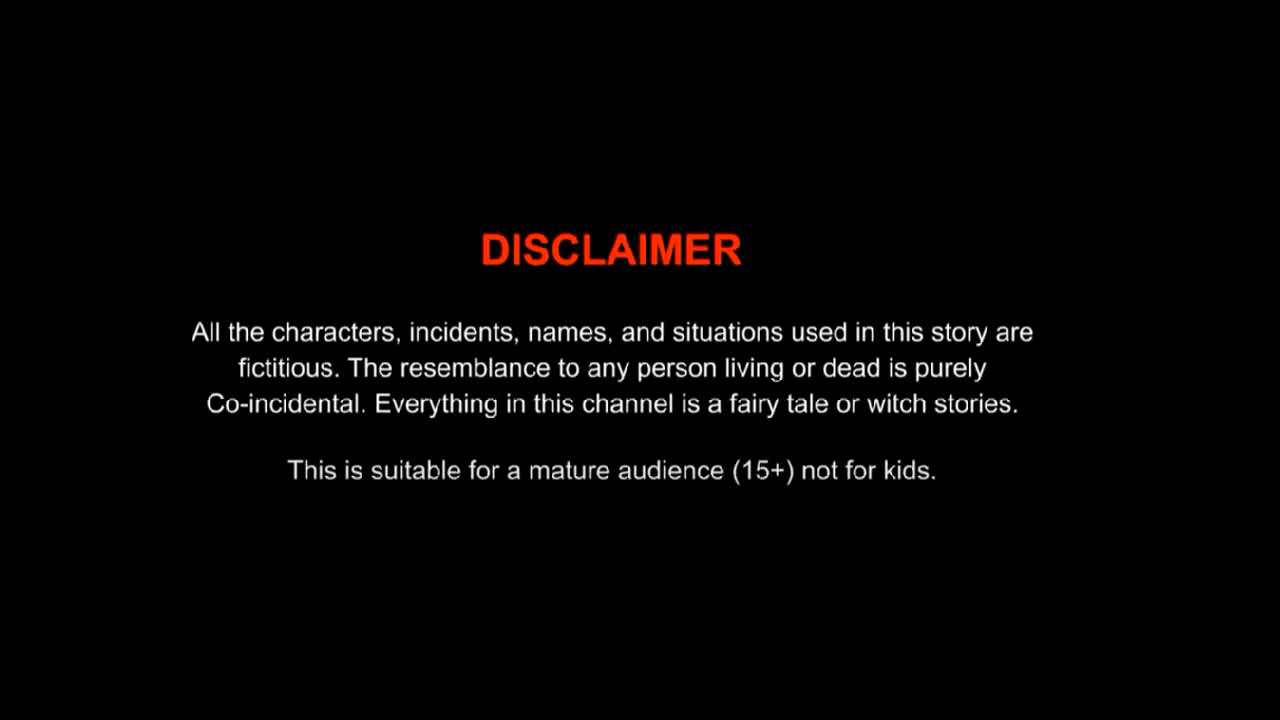 DISCLAIMER
All the characters, incidents, names, and situations used in this story are
fictitious. The resemblance to any person living or dead is purely
Co-incidental. Everything in this channel is a fairy tale or witch stories.
This is suitable for a mature audience (15+) not for kids.